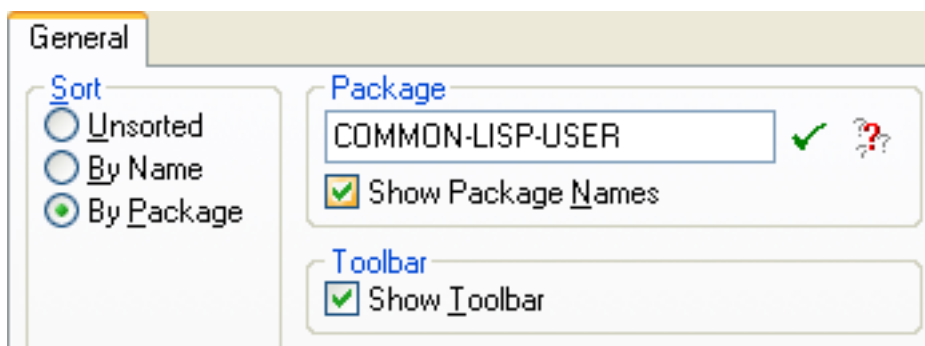 General
Sort
Unsorted
By Name
By Package
Package
COMMON-LISP-USER
Show Package Names
Toolbar
Show Toolbar